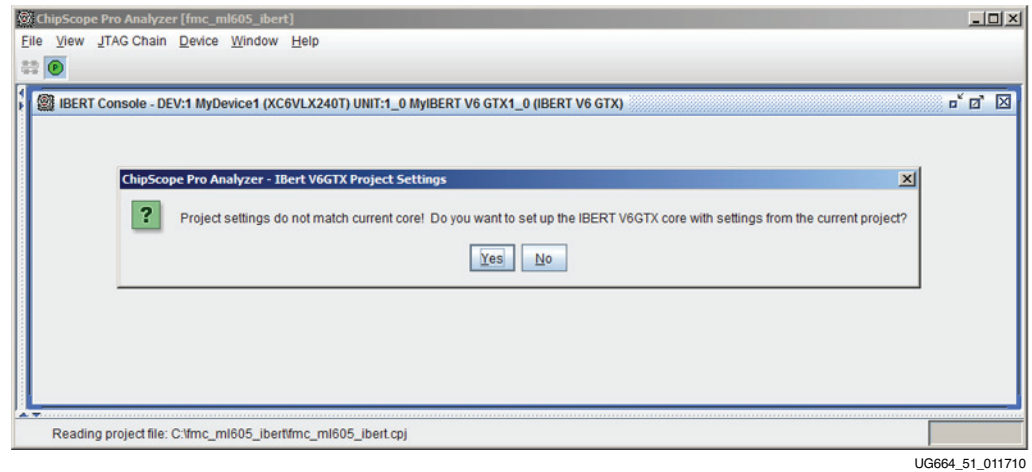 ChipScope Pro Analyzer [fmc_ml605_ibert]
File View JTAG Chain Device Window Help
P
IBERT Console - DEV:1 MyDevice1 (XC6VLX240T) UNIT:1_0 MyIBERT V6 GTX1_0 (IBERT V6 GTX)
ChipScope Pro Analyzer - IBert V6GTX Project Settings
? Project settings do not match current core! Do you want to set up the IBERT V6GTX core with settings from the current project?
Yes No
Reading project file: C:\fmc_ml605_ibert\fmc_ml605_ibert.cpj
UG664_51_011710